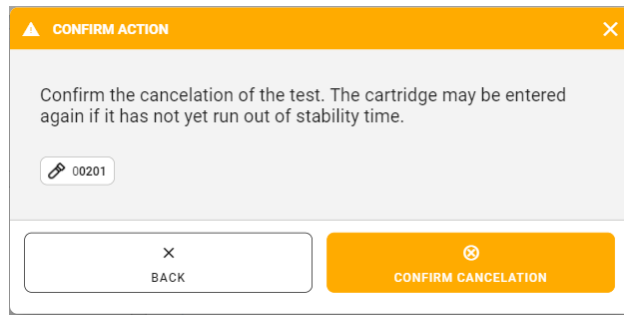 CONFIRM ACTION
Confirm the cancelation of the test. The cartridge may be entered
again if it has not yet run out of stability time.
00201
BACK
CONFIRM CANCELATION